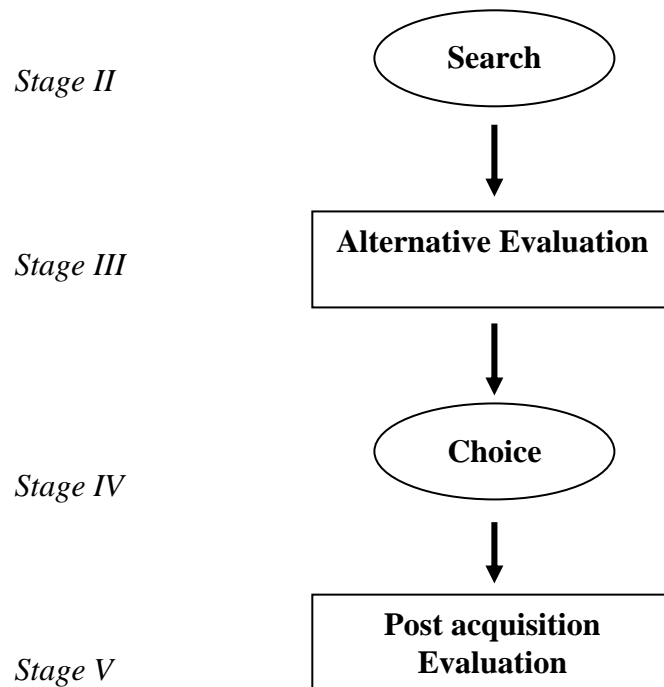 Search
Stage II
Alternative Evaluation
Stage III
Choice
Stage IV
Post acquisition
Evaluation
Stage V